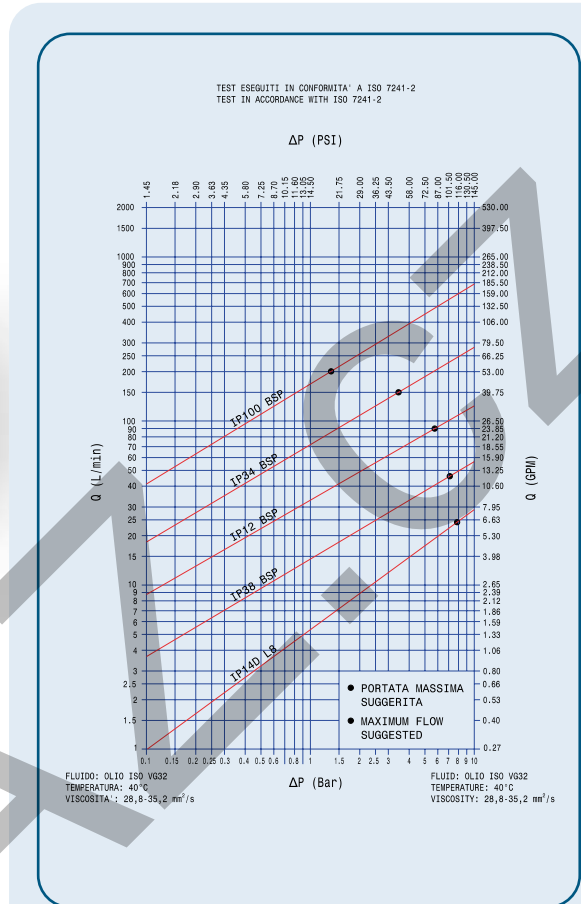 TEST ESEGUITI IN CONFORMITA' A ISO 7241-2
TEST IN ACCORDANCE WITH ISO 7241-2
ΔP (PSI)
1.45 2.18 2.90 3.63 4.35 5.80 7.25 8.70 10.15 11.60 13.05 14.50 21.75 29.00 36.25 43.50 58.00 72.50 87.00 101.50 116.00 130.50 145.00
2000 530.00
1500 397.50
1000 265.00
900 238.50
800 212.00
700 185.50
600 159.00
500 132.50
400 106.00
300 79.50
250 66.25
200 53.00
150 39.75
IP100 BSP
100 26.50
90 23.85
80 21.20
70 18.55
60 15.90
50 13.25
40 10.60
IP34 BSP
Q (L/min)
Q (GPM)
30 7.95
25 6.63
20 5.30
IP12 BSP
15 3.98
10 2.65
9 2.39
8 2.12
7 1.86
6 1.59
5 1.33
4 1.06
IP38 BSP
3 0.80
2.5 0.66
2 0.53
1.5 0.40
1 0.27
IP14D L8
PORTATA MASSIMA
SUGGERITA
MAXIMUM FLOW
SUGGESTED
0.1 0.15 0.2 0.25 0.3 0.4 0.5 0.6 0.8 1 1.5 2 2.5 3 4 5 6 7 8 9 10
ΔP (Bar)
FLUIDO: OLIO ISO VG32
TEMPERATURA: 40°C
VISCOSITA': 28,8-35,2 mm²/s
FLUID: OLIO ISO VG32
TEMPERATURE: 40°C
VISCOSITY: 28,8-35,2 mm²/s